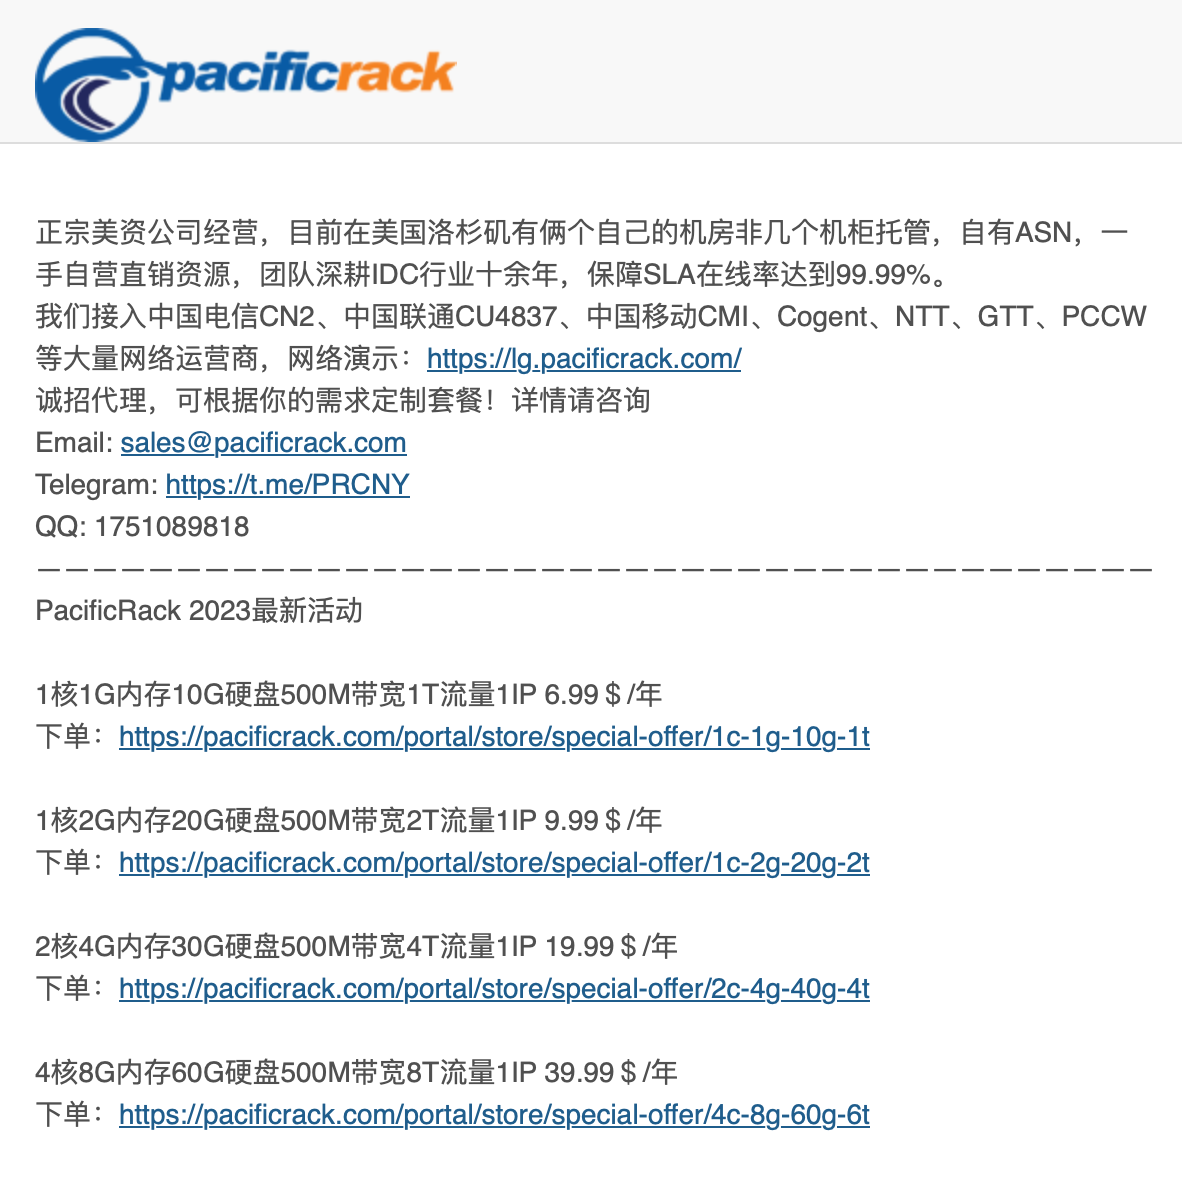 pacificrack
正宗美资公司经营，目前在美国洛杉矶有俩个自己的机房非几个机柜托管，自有ASN，一
手自营直销资源，团队深耕IDC行业十余年，保障SLA在线率达到99.99%。
我们接入中国电信CN2、中国联通CU4837、中国移动CMI、Cogent、NTT、GTT、PCCW
等大量网络运营商，网络演示：https://lg.pacificrack.com/
诚招代理，可根据你的需求定制套餐！详情请咨询
Email: sales@pacificrack.com
Telegram: https://t.me/PRCNY
QQ: 1751089818
————————————————————————————————————————
PacificRack 2023最新活动
1核1G内存10G硬盘500M带宽1T流量1IP 6.99＄/年
下单：https://pacificrack.com/portal/store/special-offer/1c-1g-10g-1t
1核2G内存20G硬盘500M带宽2T流量1IP 9.99＄/年
下单：https://pacificrack.com/portal/store/special-offer/1c-2g-20g-2t
2核4G内存30G硬盘500M带宽4T流量1IP 19.99＄/年
下单：https://pacificrack.com/portal/store/special-offer/2c-4g-40g-4t
4核8G内存60G硬盘500M带宽8T流量1IP 39.99＄/年
下单：https://pacificrack.com/portal/store/special-offer/4c-8g-60g-6t